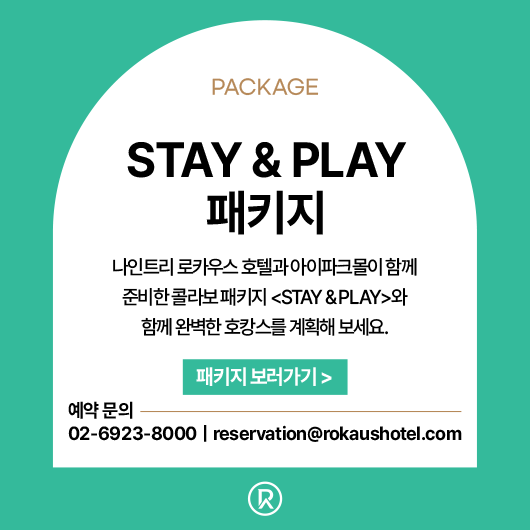 PACKAGE
STAY & PLAY
패키지
나인트리 로카우스 호텔과 아이파크몰이 함께
준비한 콜라보 패키지 <STAY & PLAY>와
함께 완벽한 호캉스를 계획해 보세요.
패키지 보러가기 >
예약 문의
02-6923-8000 | reservation@rokaushotel.com